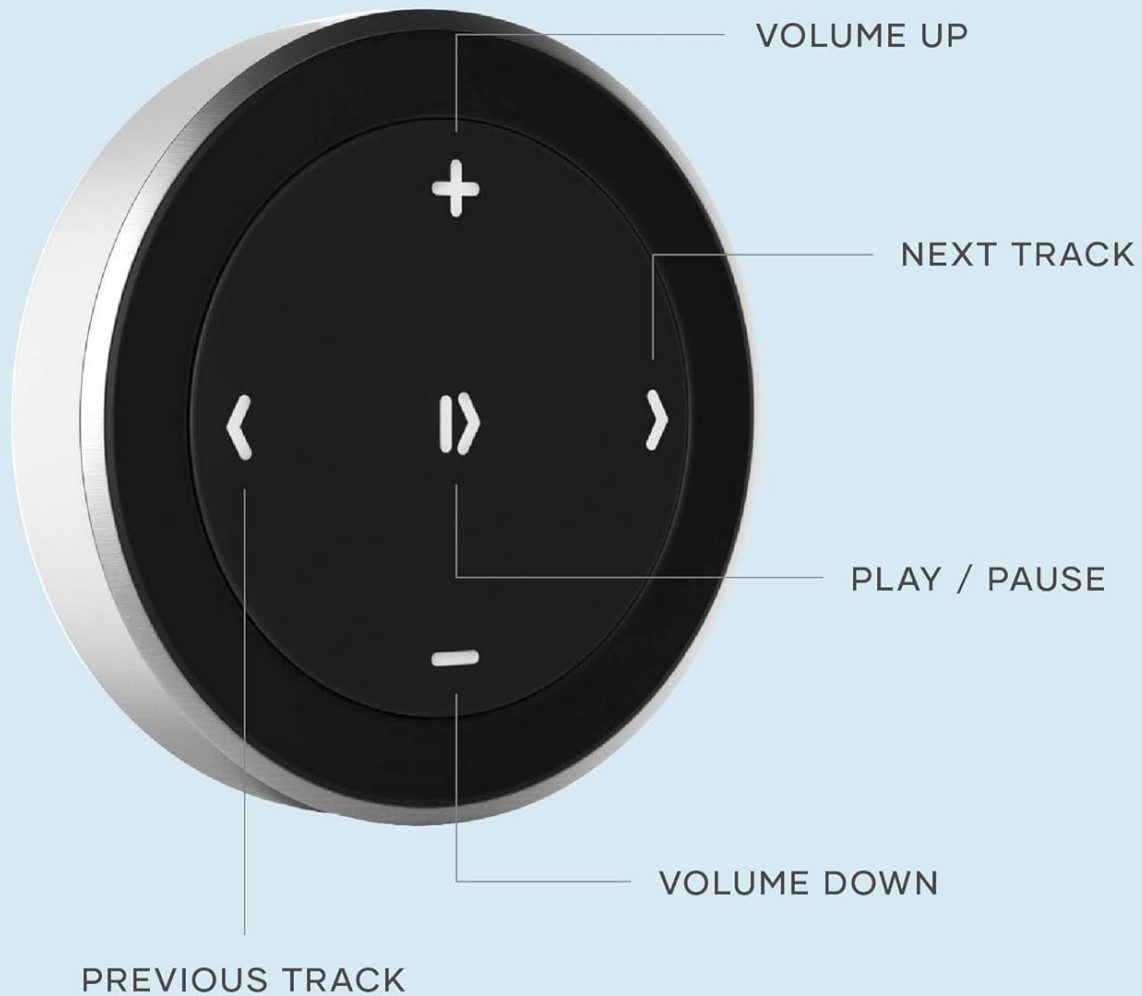 VOLUME UP
NEXT TRACK
PLAY / PAUSE
VOLUME DOWN
PREVIOUS TRACK